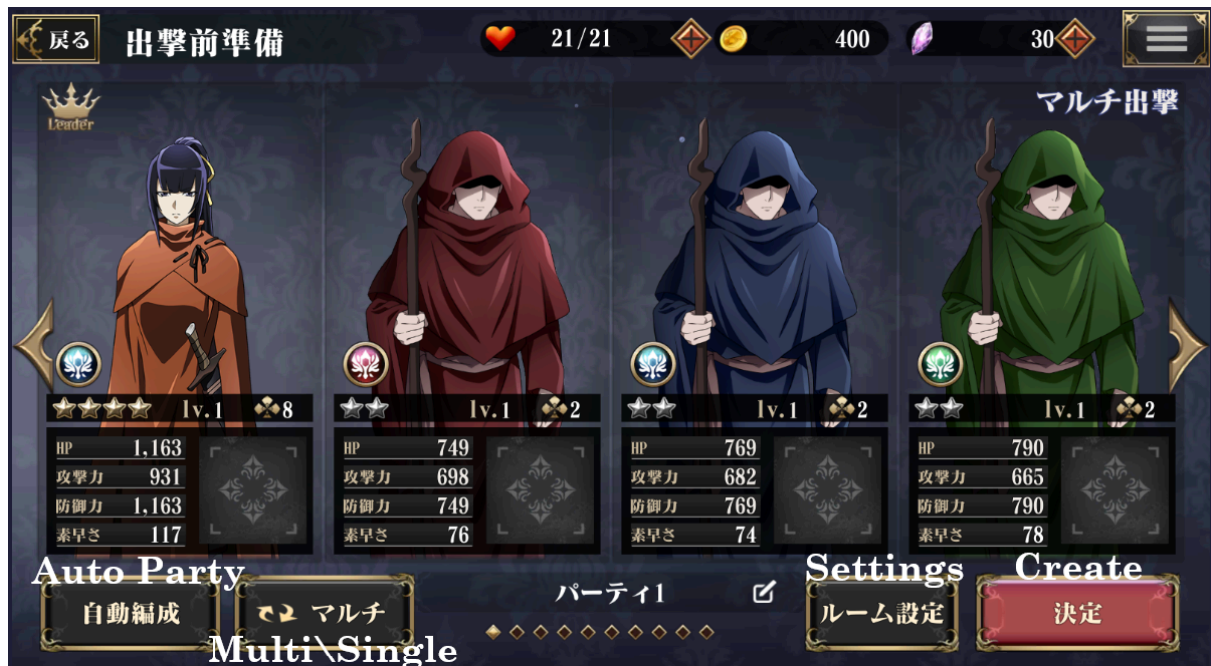 戻る 出撃前準備 21/21 400 30
マルチ出撃
Leader
lv.1 8 lv.1 2 lv.1 2 lv.1 2
HP 1,163 HP 749 HP 769 HP 790
攻撃力 931 攻撃力 698 攻撃力 682 攻撃力 665
防御力 1,163 防御力 749 防御力 769 防御力 790
素早さ 117 素早さ 76 素早さ 74 素早さ 78
Auto Party Settings Create
自動編成 マルチ パーティ1 ルーム設定 決定
Multi\Single